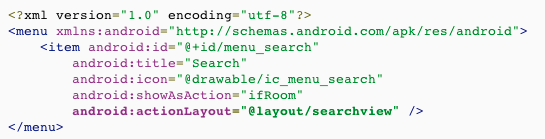 <?xml version="1.0" encoding="utf-8"?>
<menu xmlns:android="http://schemas.android.com/apk/res/android">
    <item android:id="@+id/menu_search"
        android:title="Search"
        android:icon="@drawable/ic_menu_search"
        android:showAsAction="ifRoom"
        android:actionLayout="@layout/searchview" />
</menu>